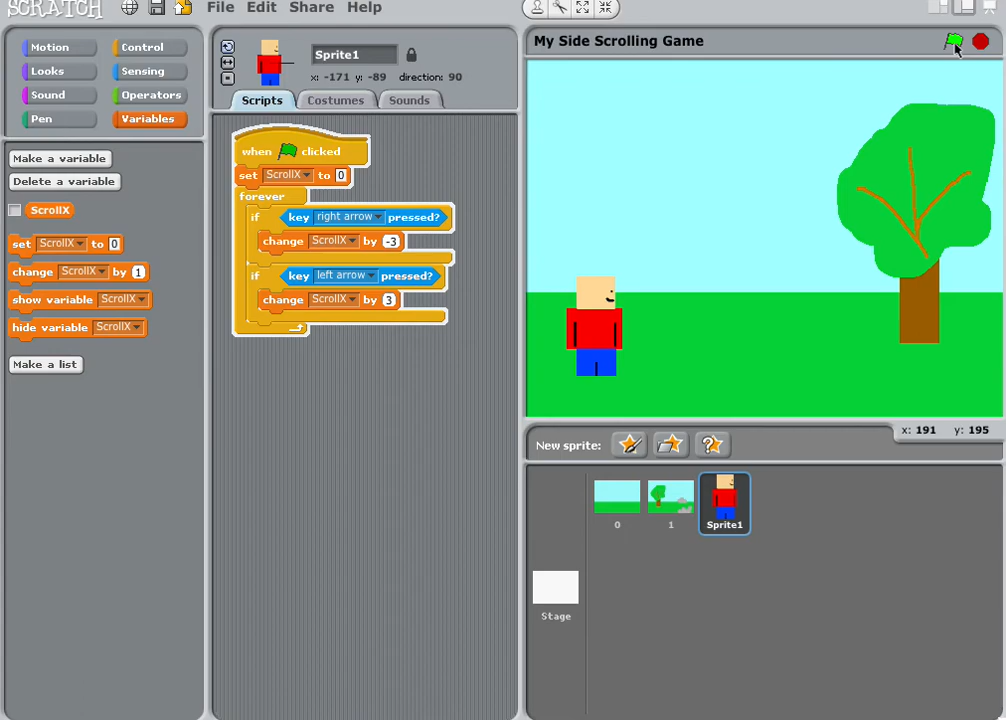 SCRATCH
File Edit Share Help
Motion
Looks
Sound
Pen
Control
Sensing
Operators
Variables
Make a variable
Delete a variable
ScrollX
set ScrollX to 0
change ScrollX by 1
show variable ScrollX
hide variable ScrollX
Make a list
Sprite1
x: -171 y: -89 direction: 90
Scripts Costumes Sounds
when clicked
set ScrollX to 0
forever
if key right arrow pressed?
change ScrollX by -3
if key left arrow pressed?
change ScrollX by 3
My Side Scrolling Game
x: 191 y: 195
New sprite:
0 1 Sprite1
Stage